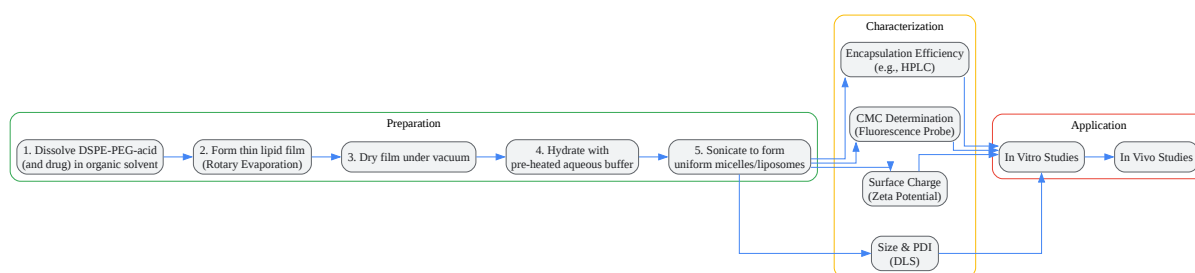 Characterization
Encapsulation Efficiency
(e.g., HPLC)
Preparation
CMC Determination
(Fluorescence Probe)
Application
1. Dissolve DSPE-PEG-acid
(and drug) in organic solvent
2. Form thin lipid film
(Rotary Evaporation)
3. Dry film under vacuum
4. Hydrate with
pre-heated aqueous buffer
5. Sonicate to form
uniform micelles/liposomes
In Vitro Studies
In Vivo Studies
Surface Charge
(Zeta Potential)
Size & PDI
(DLS)